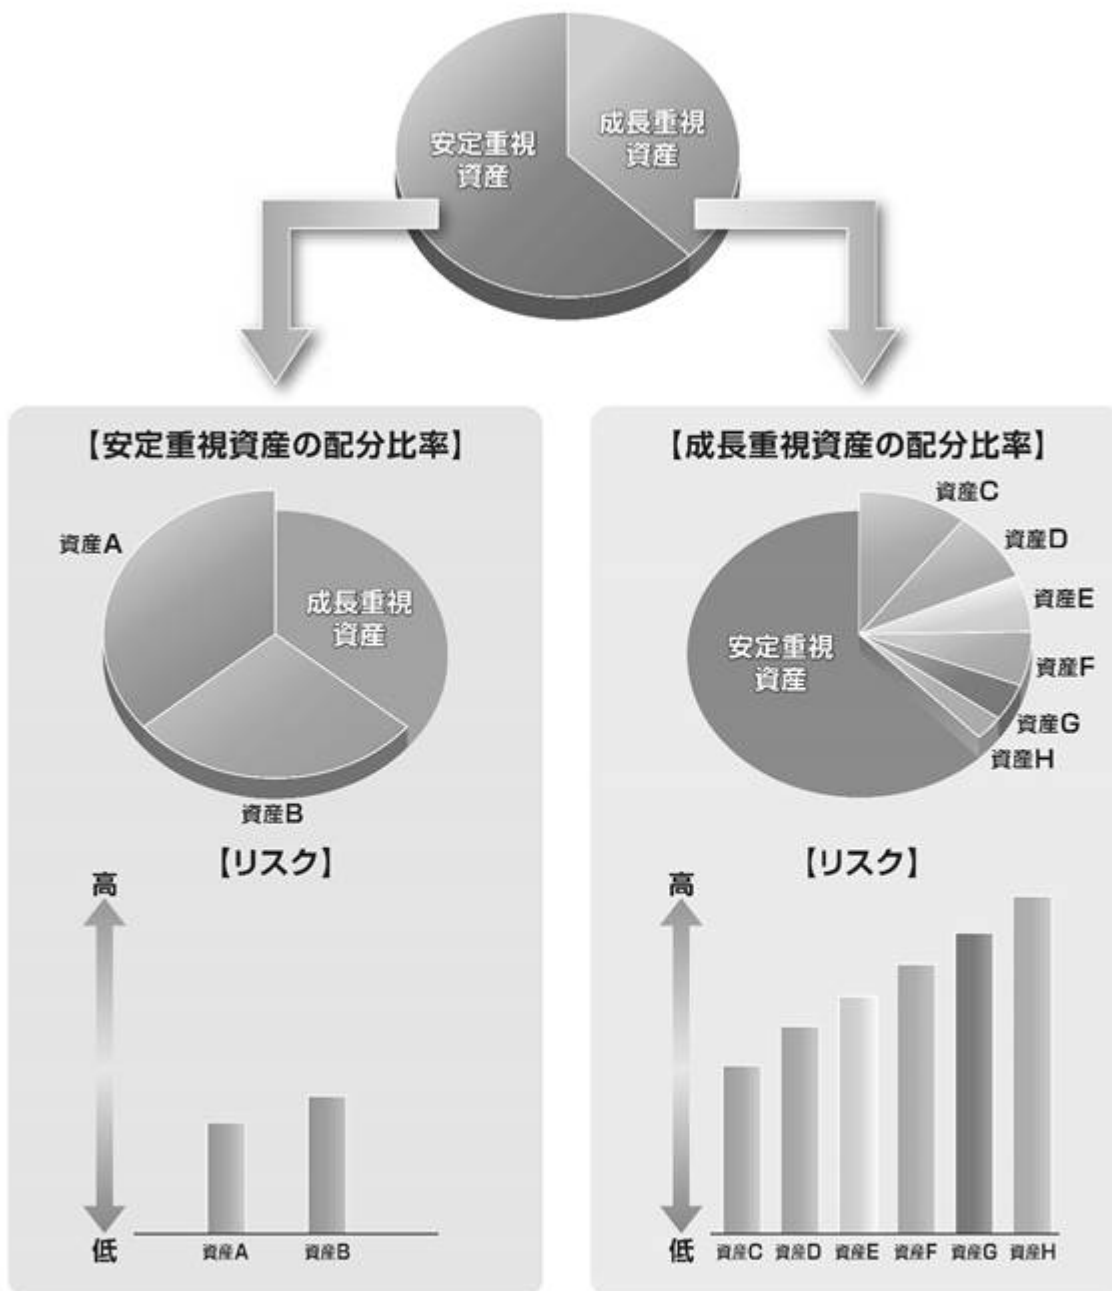 安定重視
資産
成長重視
資産
【安定重視資産の配分比率】
資産A
成長重視
資産
資産B
【リスク】
高
低
資産A 資産B
【成長重視資産の配分比率】
資産C
資産D
資産E
資産F
資産G
資産H
安定重視
資産
【リスク】
高
低
資産C 資産D 資産E 資産F 資産G 資産H